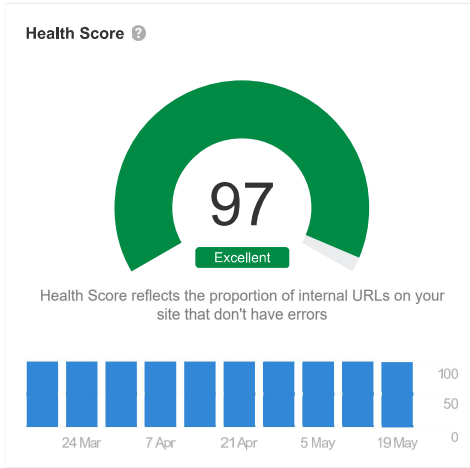 Health Score ?
97
Excellent
Health Score reflects the proportion of internal URLs on your
site that don't have errors
100
50
0
24 Mar 7 Apr 21 Apr 5 May 19 May